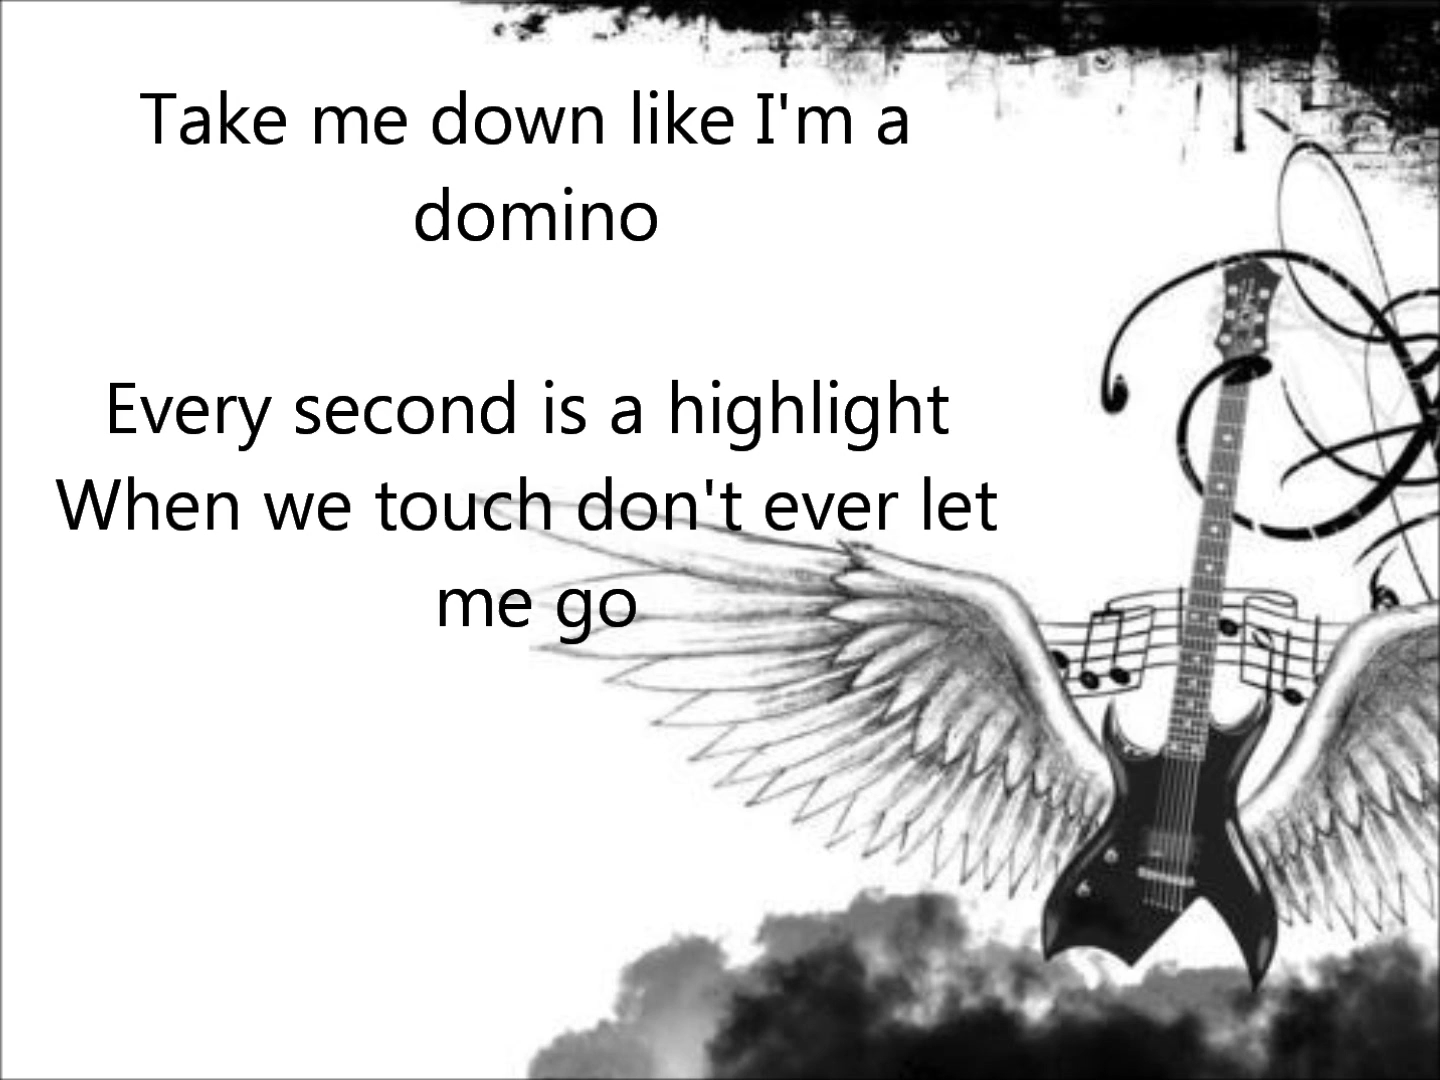 Take me down like I'm a
domino
Every second is a highlight
When we touch don't ever let
me go